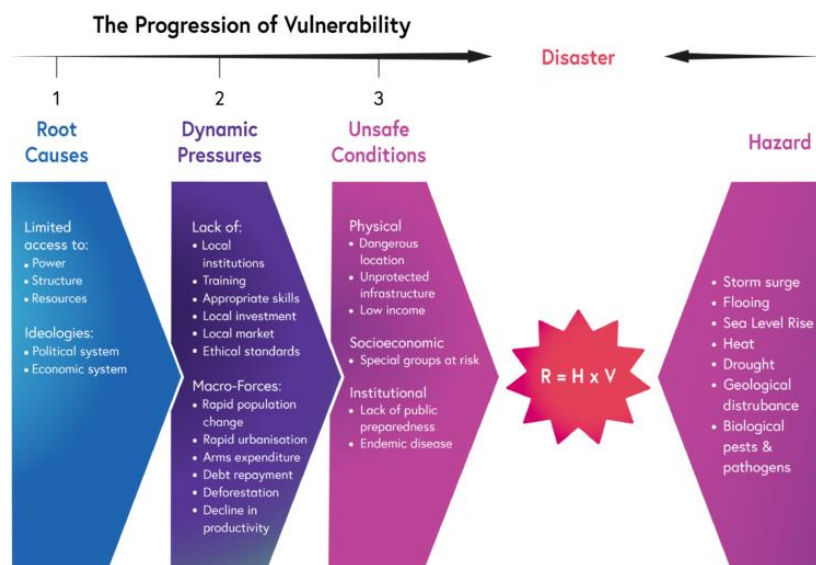 The Progression of Vulnerability
Disaster
1
2
3
Root
Causes
Dynamic
Pressures
Unsafe
Conditions
Hazard
Limited
access to:
• Power
• Structure
• Resources
Ideologies:
• Political system
• Economic system
Lack of:
• Local
institutions
• Training
• Appropriate skills
• Local investment
• Local market
• Ethical standards
Macro-Forces:
• Rapid population
change
• Rapid urbanisation
• Arms expenditure
• Debt repayment
• Deforestation
• Decline in
productivity
Physical
• Dangerous
location
• Unprotected
infrastructure
• Low income
Socioeconomic
• Special groups at risk
Institutional
• Lack of public
preparedness
• Endemic disease
R = H x V
• Storm surge
• Flooing
• Sea Level Rise
• Heat
• Drought
• Geological
distrubance
• Biological
pests &
pathogens